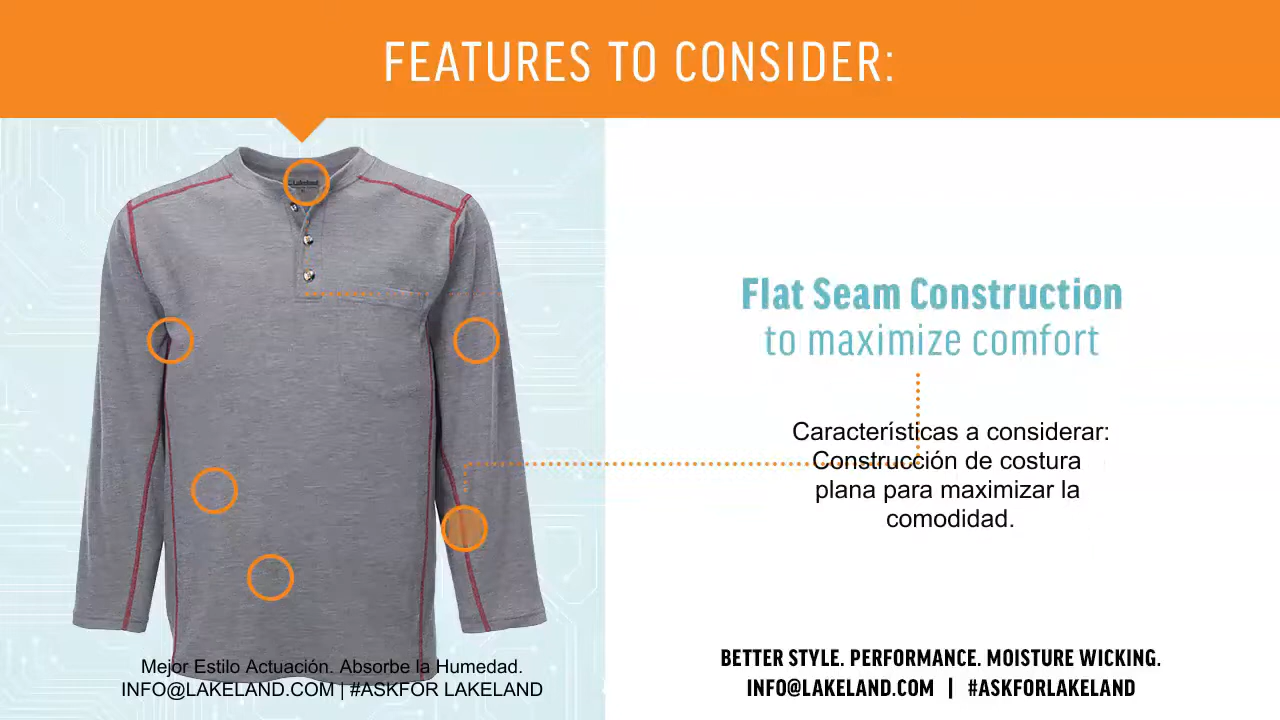 FEATURES TO CONSIDER:
Lakeland
Flat Seam Construction
to maximize comfort
Características a considerar:
Construcción de costura
plana para maximizar la
comodidad.
Mejor Estilo Actuación. Absorbe la Humedad.
INFO@LAKELAND.COM | #ASKFOR LAKELAND
BETTER STYLE. PERFORMANCE. MOISTURE WICKING.
INFO@LAKELAND.COM | #ASKFORLAKELAND